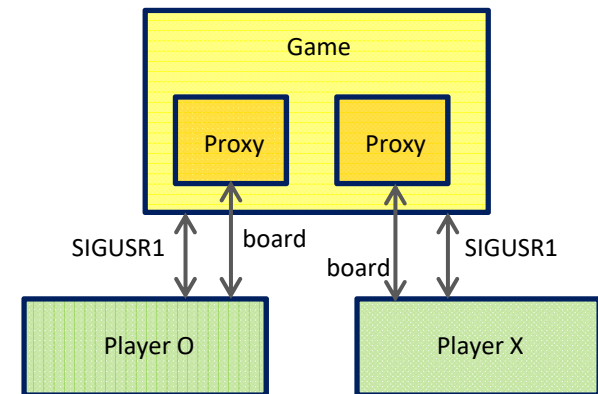 Game
Proxy
Proxy
SIGUSR1
board
board
SIGUSR1
Player O
Player X